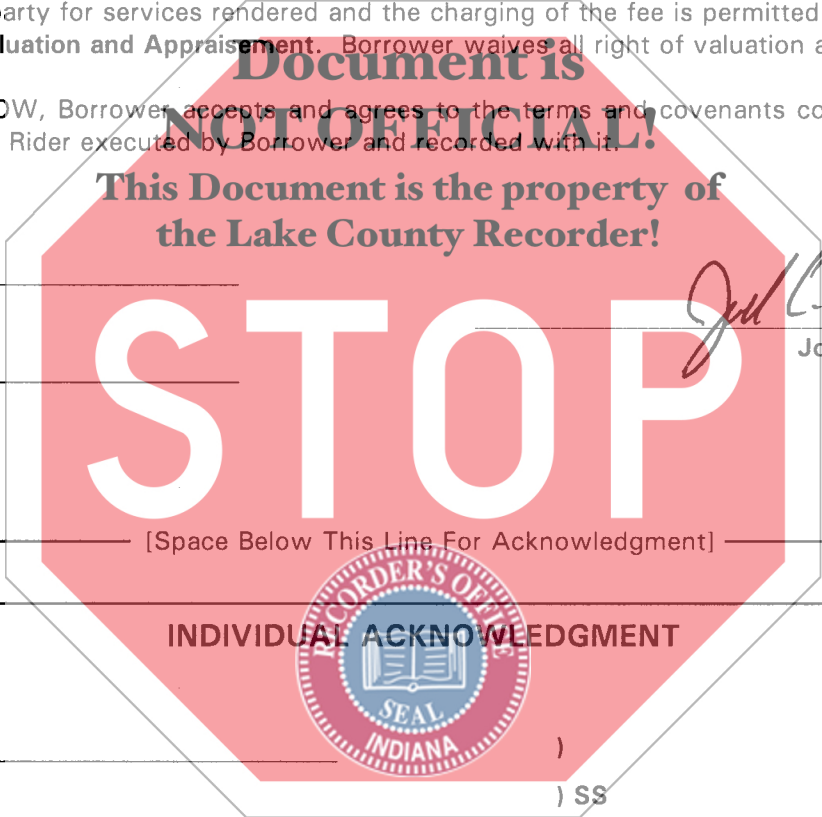 party for services rendered and the charging of the fee is permitted
luation and Appraisement. Borrower waives all right of valuation a
Document is
OW, Borrower accepts and agrees to the terms and covenants co
NOT OFFICIAL!
Rider executed by Borrower and recorded with it.
This Document is the property of
the Lake County Recorder!
Jo
STOP
[Space Below This Line For Acknowledgment]
RECORDER'S OFFICE
INDIVIDUAL ACKNOWLEDGMENT
SEAL
INDIANA
)
) SS